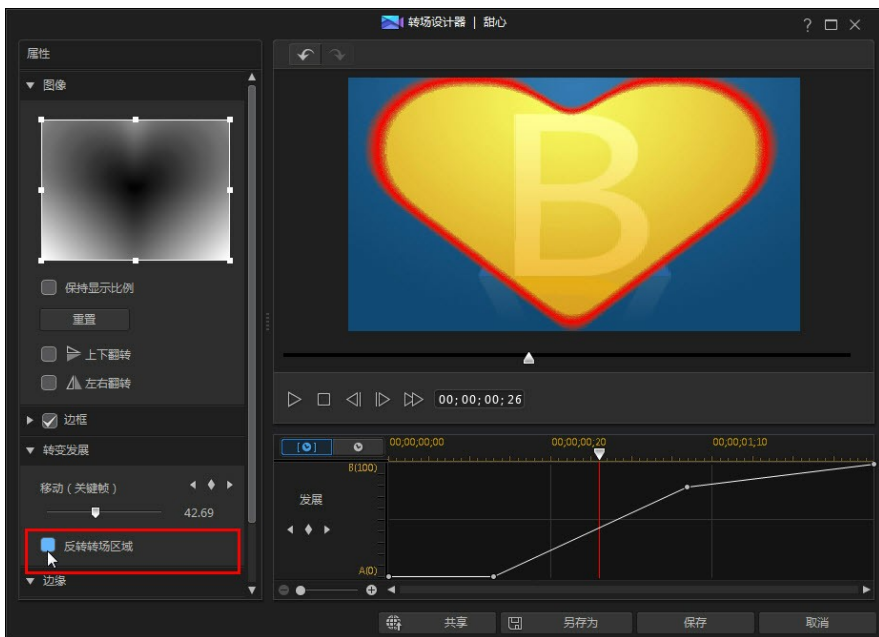 转场设计器 | 甜心
?
属性
图像
保持显示比例
重置
上下翻转
左右翻转
边框
转变发展
移动(关键帧)
42.69
反转转场区域
边缘
B
00;00;00;26
00;00;00;00 00;00;00;20 00;00;01;10
B(100)
发展
A(0)
共享 另存为 保存 取消